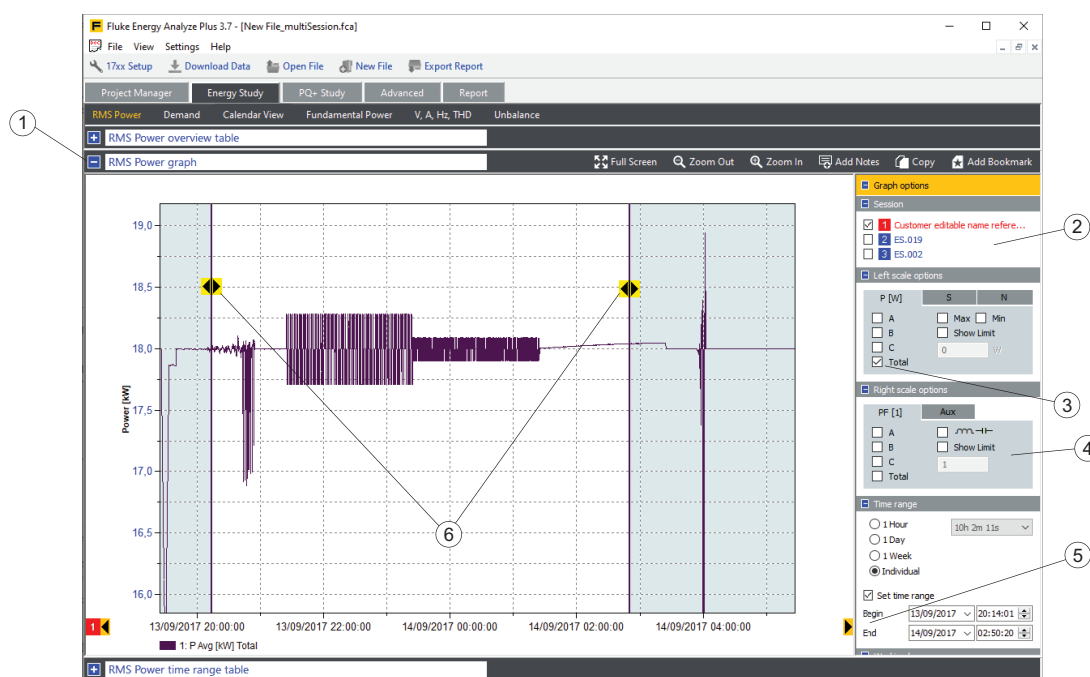 Fluke Energy Analyze Plus 3.7 - [New File_multiSession.fca]
File View Settings Help
17xx Setup Download Data Open File New File Export Report
Project Manager Energy Study PQ+ Study Advanced Report
RMS Power Demand Calendar View Fundamental Power V, A, Hz, THD Unbalance
1
RMS Power overview table
RMS Power graph Full Screen Zoom Out Zoom In Add Notes Copy Add Bookmark
Graph options
Session
1 Customer editable name refere...
2 ES.019
3 ES.002
2
Left scale options
P [W] S N
A Max Min
B Show Limit
C 0 W
Total
3
Right scale options
PF [1] Aux
A
B Show Limit
C 1
Total
4
Time range
1 Hour 10h 2m 11s
1 Day
1 Week
Individual
5
Set time range
Begin 13/09/2017 20:14:01
End 14/09/2017 02:50:20
19,0
18,5
18,0
17,5
17,0
16,5
16,0
Power [kW]
6
1
13/09/2017 20:00:00 13/09/2017 22:00:00 14/09/2017 00:00:00 14/09/2017 02:00:00 14/09/2017 04:00:00
1: P Avg [kW] Total
RMS Power time range table